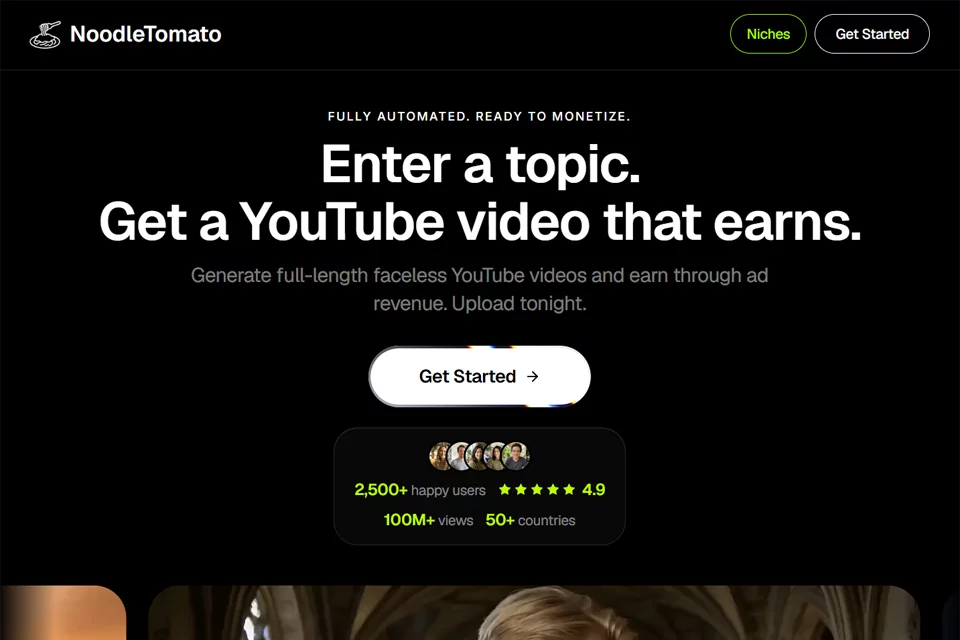 NoodleTomato
Niches
Get Started
FULLY AUTOMATED. READY TO MONETIZE.
Enter a topic.
Get a YouTube video that earns.
Generate full-length faceless YouTube videos and earn through ad
revenue. Upload tonight.
Get Started →
2,500+ happy users ★★★★★ 4.9
100M+ views 50+ countries